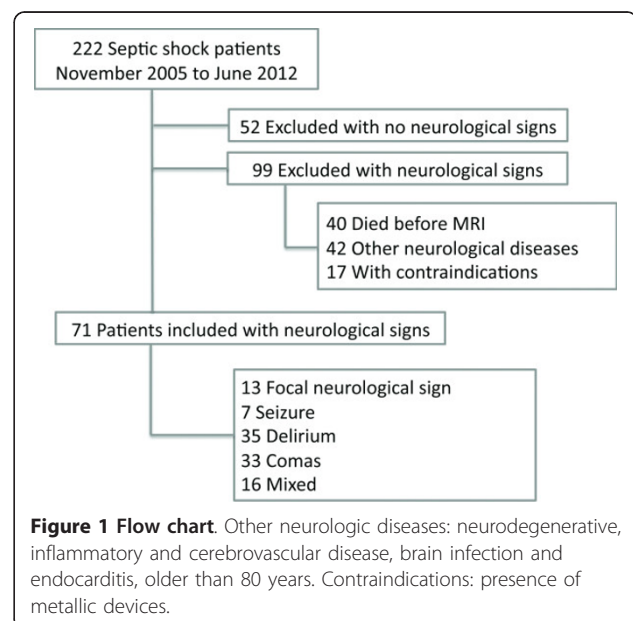 222 Septic shock patients
November 2005 to June 2012
52 Excluded with no neurological signs
99 Excluded with neurological signs
40 Died before MRI
42 Other neurological diseases
17 With contraindications
71 Patients included with neurological signs
13 Focal neurological sign
7 Seizure
35 Delirium
33 Comas
16 Mixed
Figure 1 Flow chart. Other neurologic diseases: neurodegenerative,
inflammatory and cerebrovascular disease, brain infection and
endocarditis, older than 80 years. Contraindications: presence of
metallic devices.